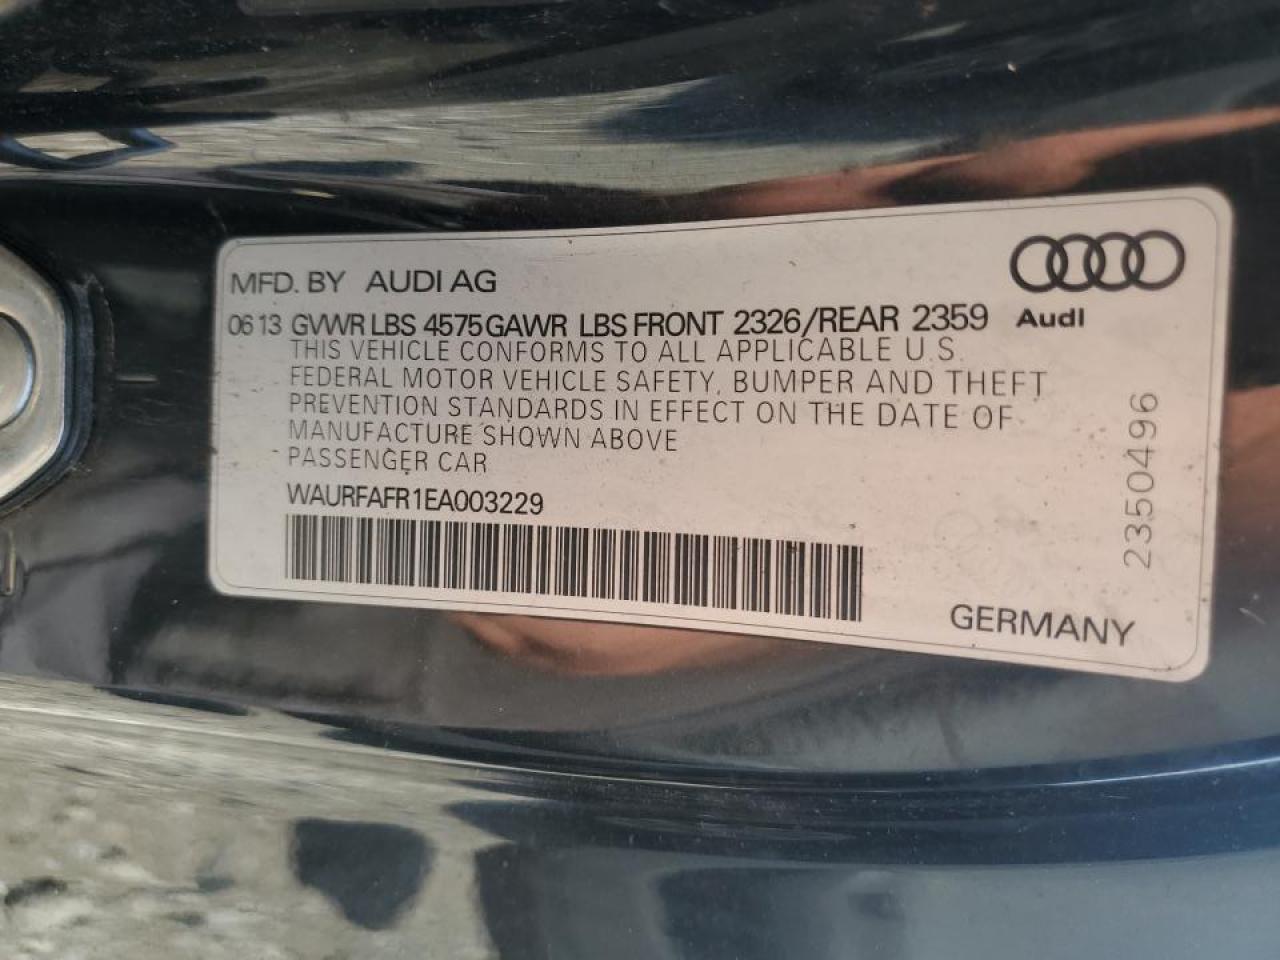 MFD. BY AUDI AG
06 13 GVWR LBS 4575 GAWR LBS FRONT 2326/REAR 2359
Audi
THIS VEHICLE CONFORMS TO ALL APPLICABLE U.S.
FEDERAL MOTOR VEHICLE SAFETY, BUMPER AND THEFT
PREVENTION STANDARDS IN EFFECT ON THE DATE OF
MANUFACTURE SHOWN ABOVE
PASSENGER CAR
WAURFAFR1EA003229
2350496
GERMANY